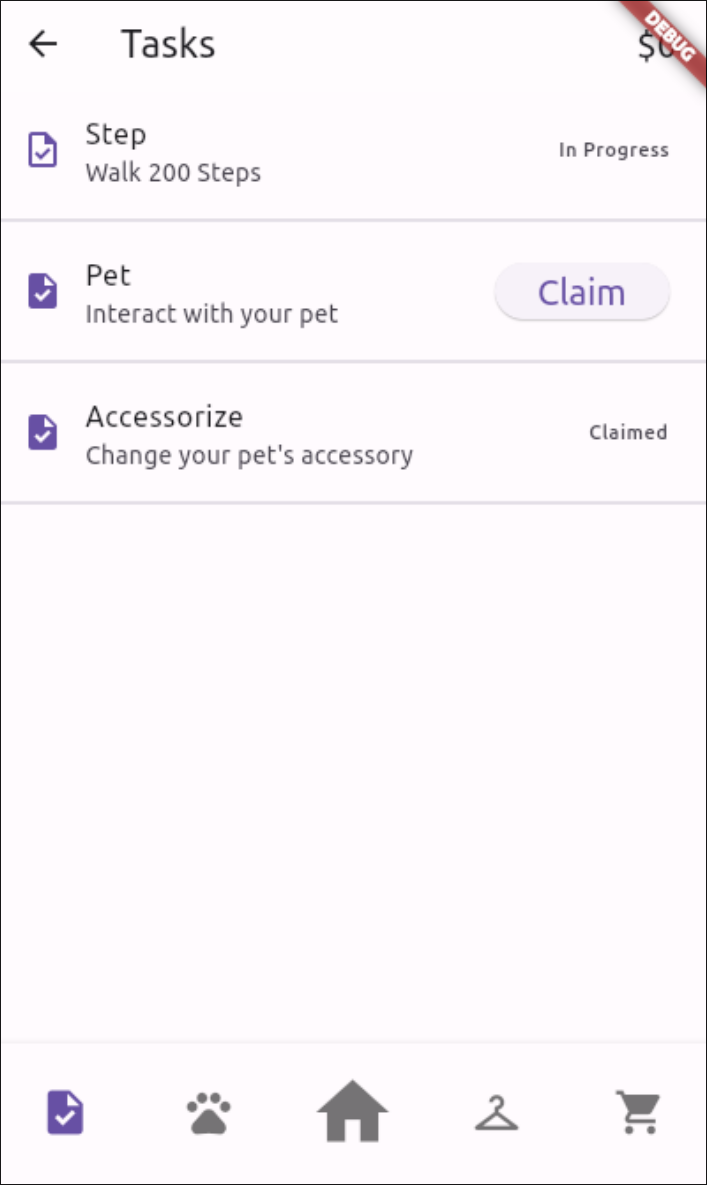 Tasks
$0
DEBUG
Step
Walk 200 Steps
In Progress
Pet
Interact with your pet
Claim
Accessorize
Change your pet's accessory
Claimed